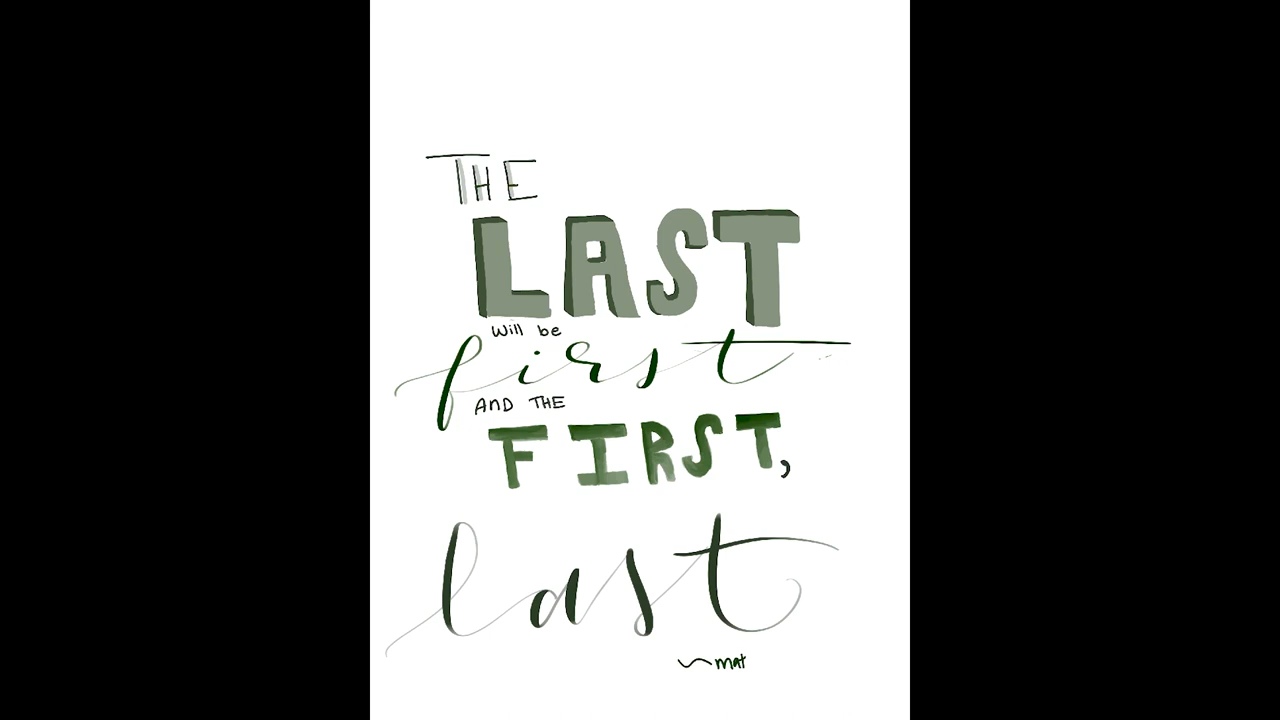 THE
LAST
will be
first
AND THE
FIRST,
last
~mat